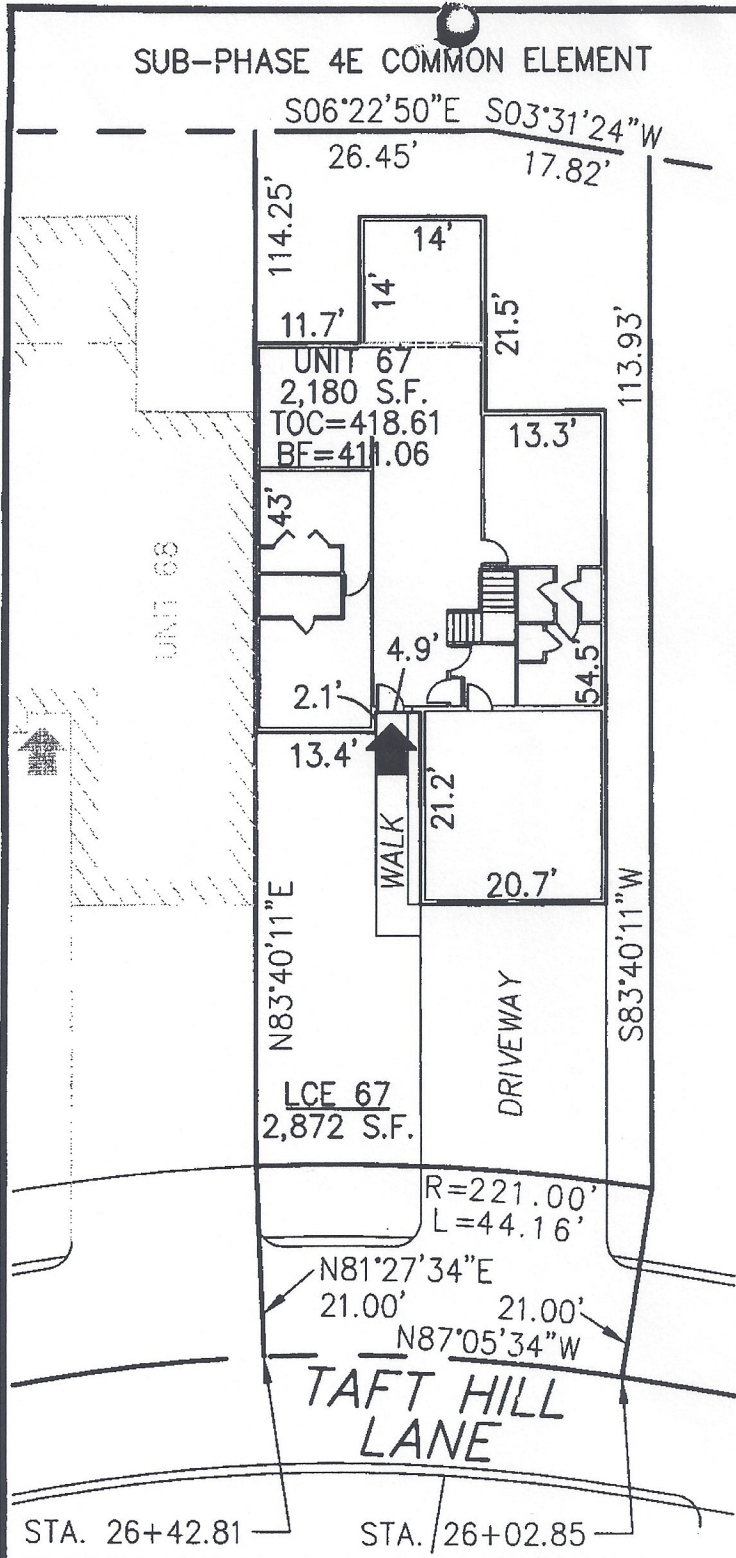 SUB-PHASE 4E COMMON ELEMENT
S06°22'50"E S03°31'24"W
26.45' 17.82'
114.25'
14'
14'
11.7'
21.5'
113.93'
UNIT 67
2,180 S.F.
TOC=418.61
BF=411.06
13.3'
43'
UNIT 68
4.9'
54.5'
2.1'
13.4'
21.2'
WALK
20.7'
N83°40'11"E
S83°40'11"W
DRIVEWAY
LCE 67
2,872 S.F.
R=221.00'
L=44.16'
N81°27'34"E
21.00' 21.00'
N87°05'34"W
TAFT HILL
LANE
STA. 26+42.81 STA. 26+02.85